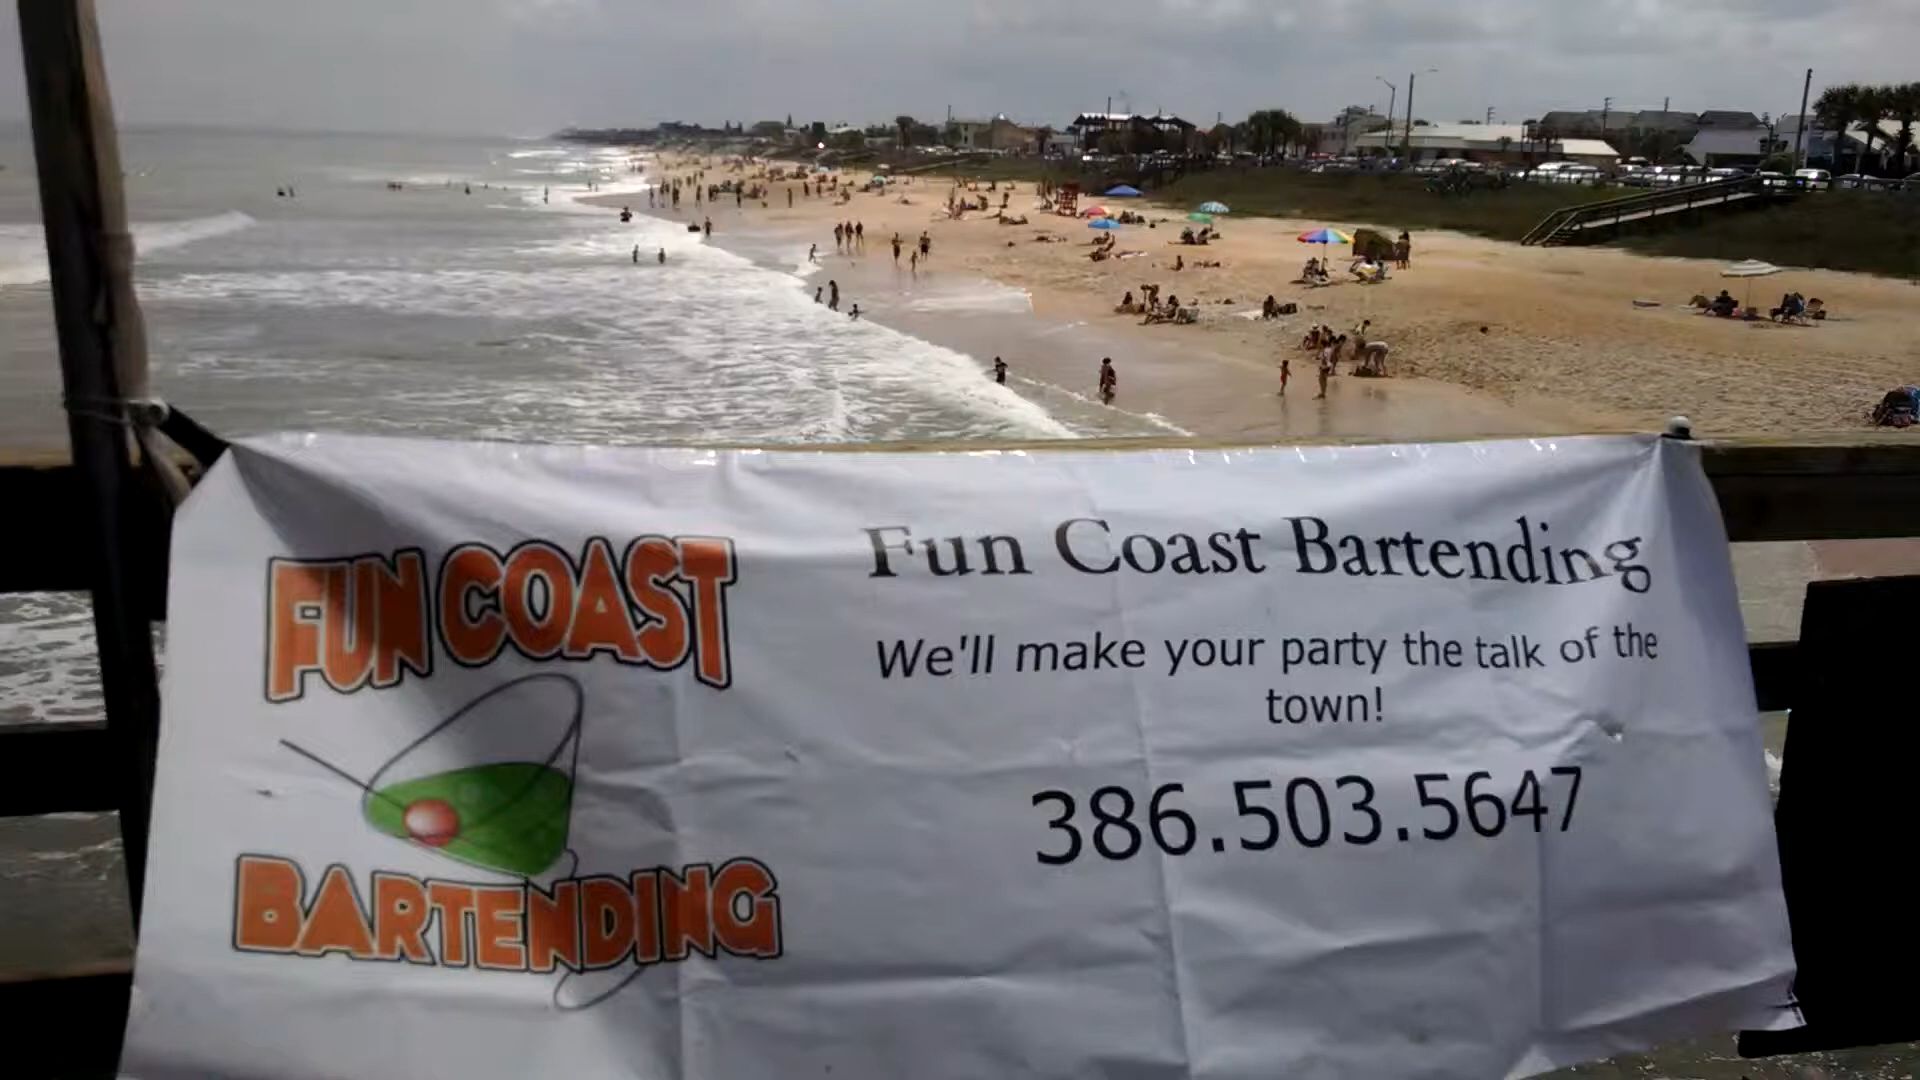 FUN COAST
BARTENDING
Fun Coast Bartending
We'll make your party the talk of the
town!
386.503.5647